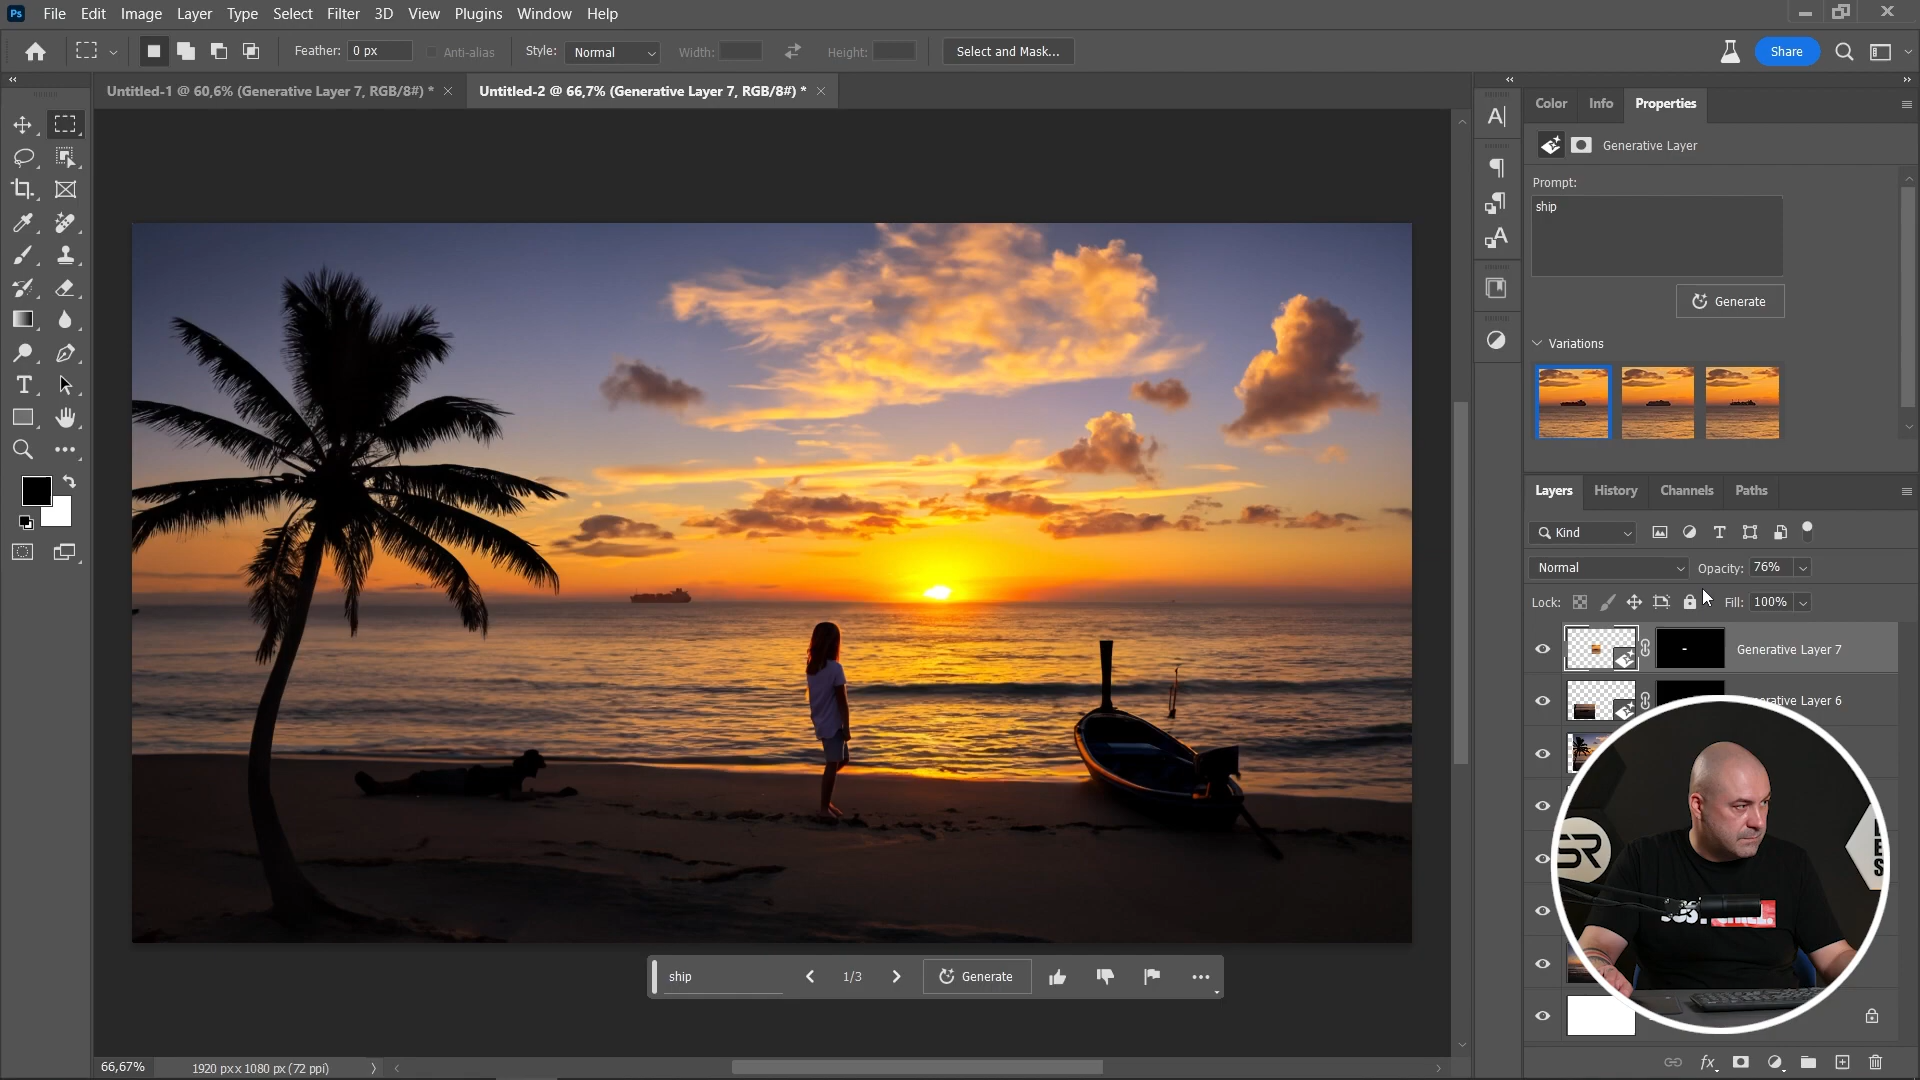 Ps File Edit Image Layer Type Select Filter 3D View Plugins Window Help
Feather: 0 px Anti-alias Style: Normal Width: Height: Select and Mask... Share
Untitled-1 @ 60,6% (Generative Layer 7, RGB/8#) * Untitled-2 @ 66,7% (Generative Layer 7, RGB/8#) *
Color Info Properties
Generative Layer
Prompt:
ship
Generate
Variations
Layers History Channels Paths
Kind
Normal Opacity: 76%
Lock: Fill: 100%
Generative Layer 7
erative Layer 6
SR
ship 1/3 Generate
66,67% 1920 px x 1080 px (72 ppi)
fx